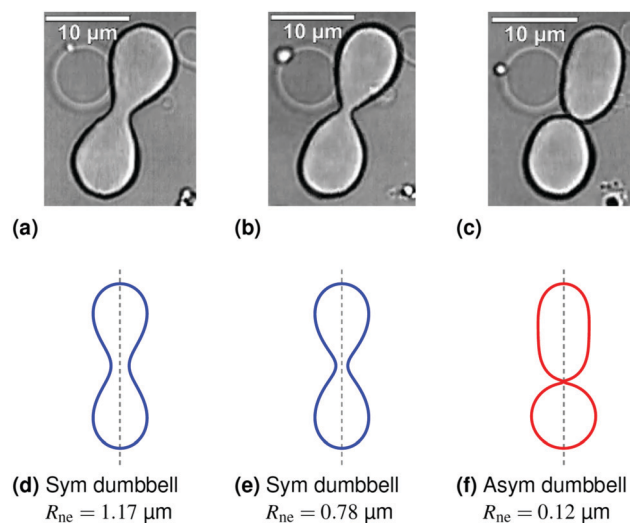 10 µm
10 µm
10 µm
(a)
(b)
(c)
(d) Sym dumbbell
R_ne = 1.17 µm
(e) Sym dumbbell
R_ne = 0.78 µm
(f) Asym dumbbell
R_ne = 0.12 µm